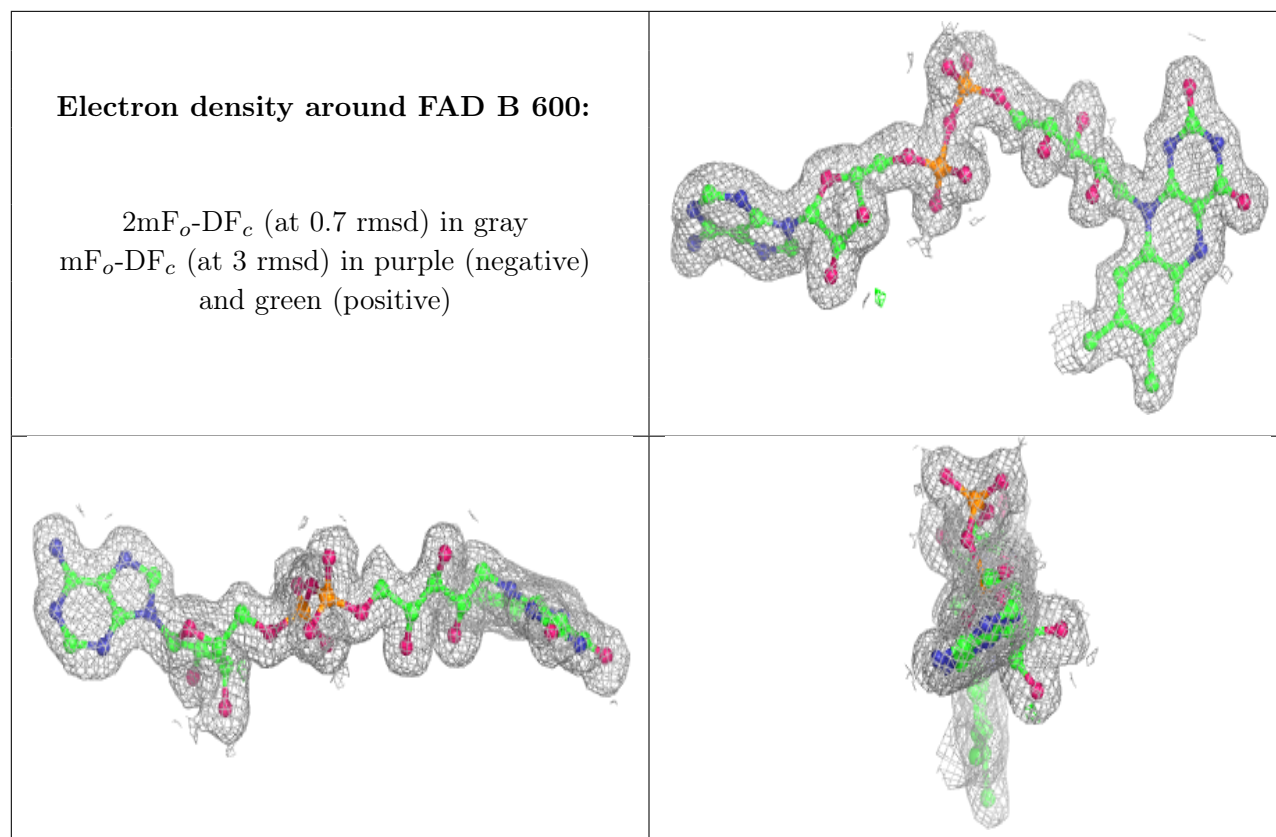 Electron density around FAD B 600:
2mFo-DFc (at 0.7 rmsd) in gray
mFo-DFc (at 3 rmsd) in purple (negative)
and green (positive)